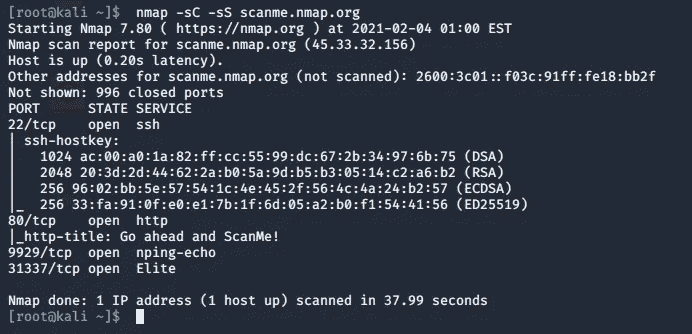 [root@kali ~]$ nmap -sC -sS scanme.nmap.org
Starting Nmap 7.80 ( https://nmap.org ) at 2021-02-04 01:00 EST
Nmap scan report for scanme.nmap.org (45.33.32.156)
Host is up (0.20s latency).
Other addresses for scanme.nmap.org (not scanned): 2600:3c01::f03c:91ff:fe18:bb2f
Not shown: 996 closed ports
PORT STATE SERVICE
22/tcp open ssh
| ssh-hostkey:
| 1024 ac:00:a0:1a:82:ff:cc:55:99:dc:67:2b:34:97:6b:75 (DSA)
| 2048 20:3d:2d:44:62:2a:b0:5a:9d:b5:b3:05:14:c2:a6:b2 (RSA)
| 256 96:02:bb:5e:57:54:1c:4e:45:2f:56:4c:4a:24:b2:57 (ECDSA)
|_ 256 33:fa:91:0f:e0:e1:7b:1f:6d:05:a2:b0:f1:54:41:56 (ED25519)
80/tcp open http
|_http-title: Go ahead and ScanMe!
9929/tcp open nping-echo
31337/tcp open Elite
Nmap done: 1 IP address (1 host up) scanned in 37.99 seconds
[root@kali ~]$